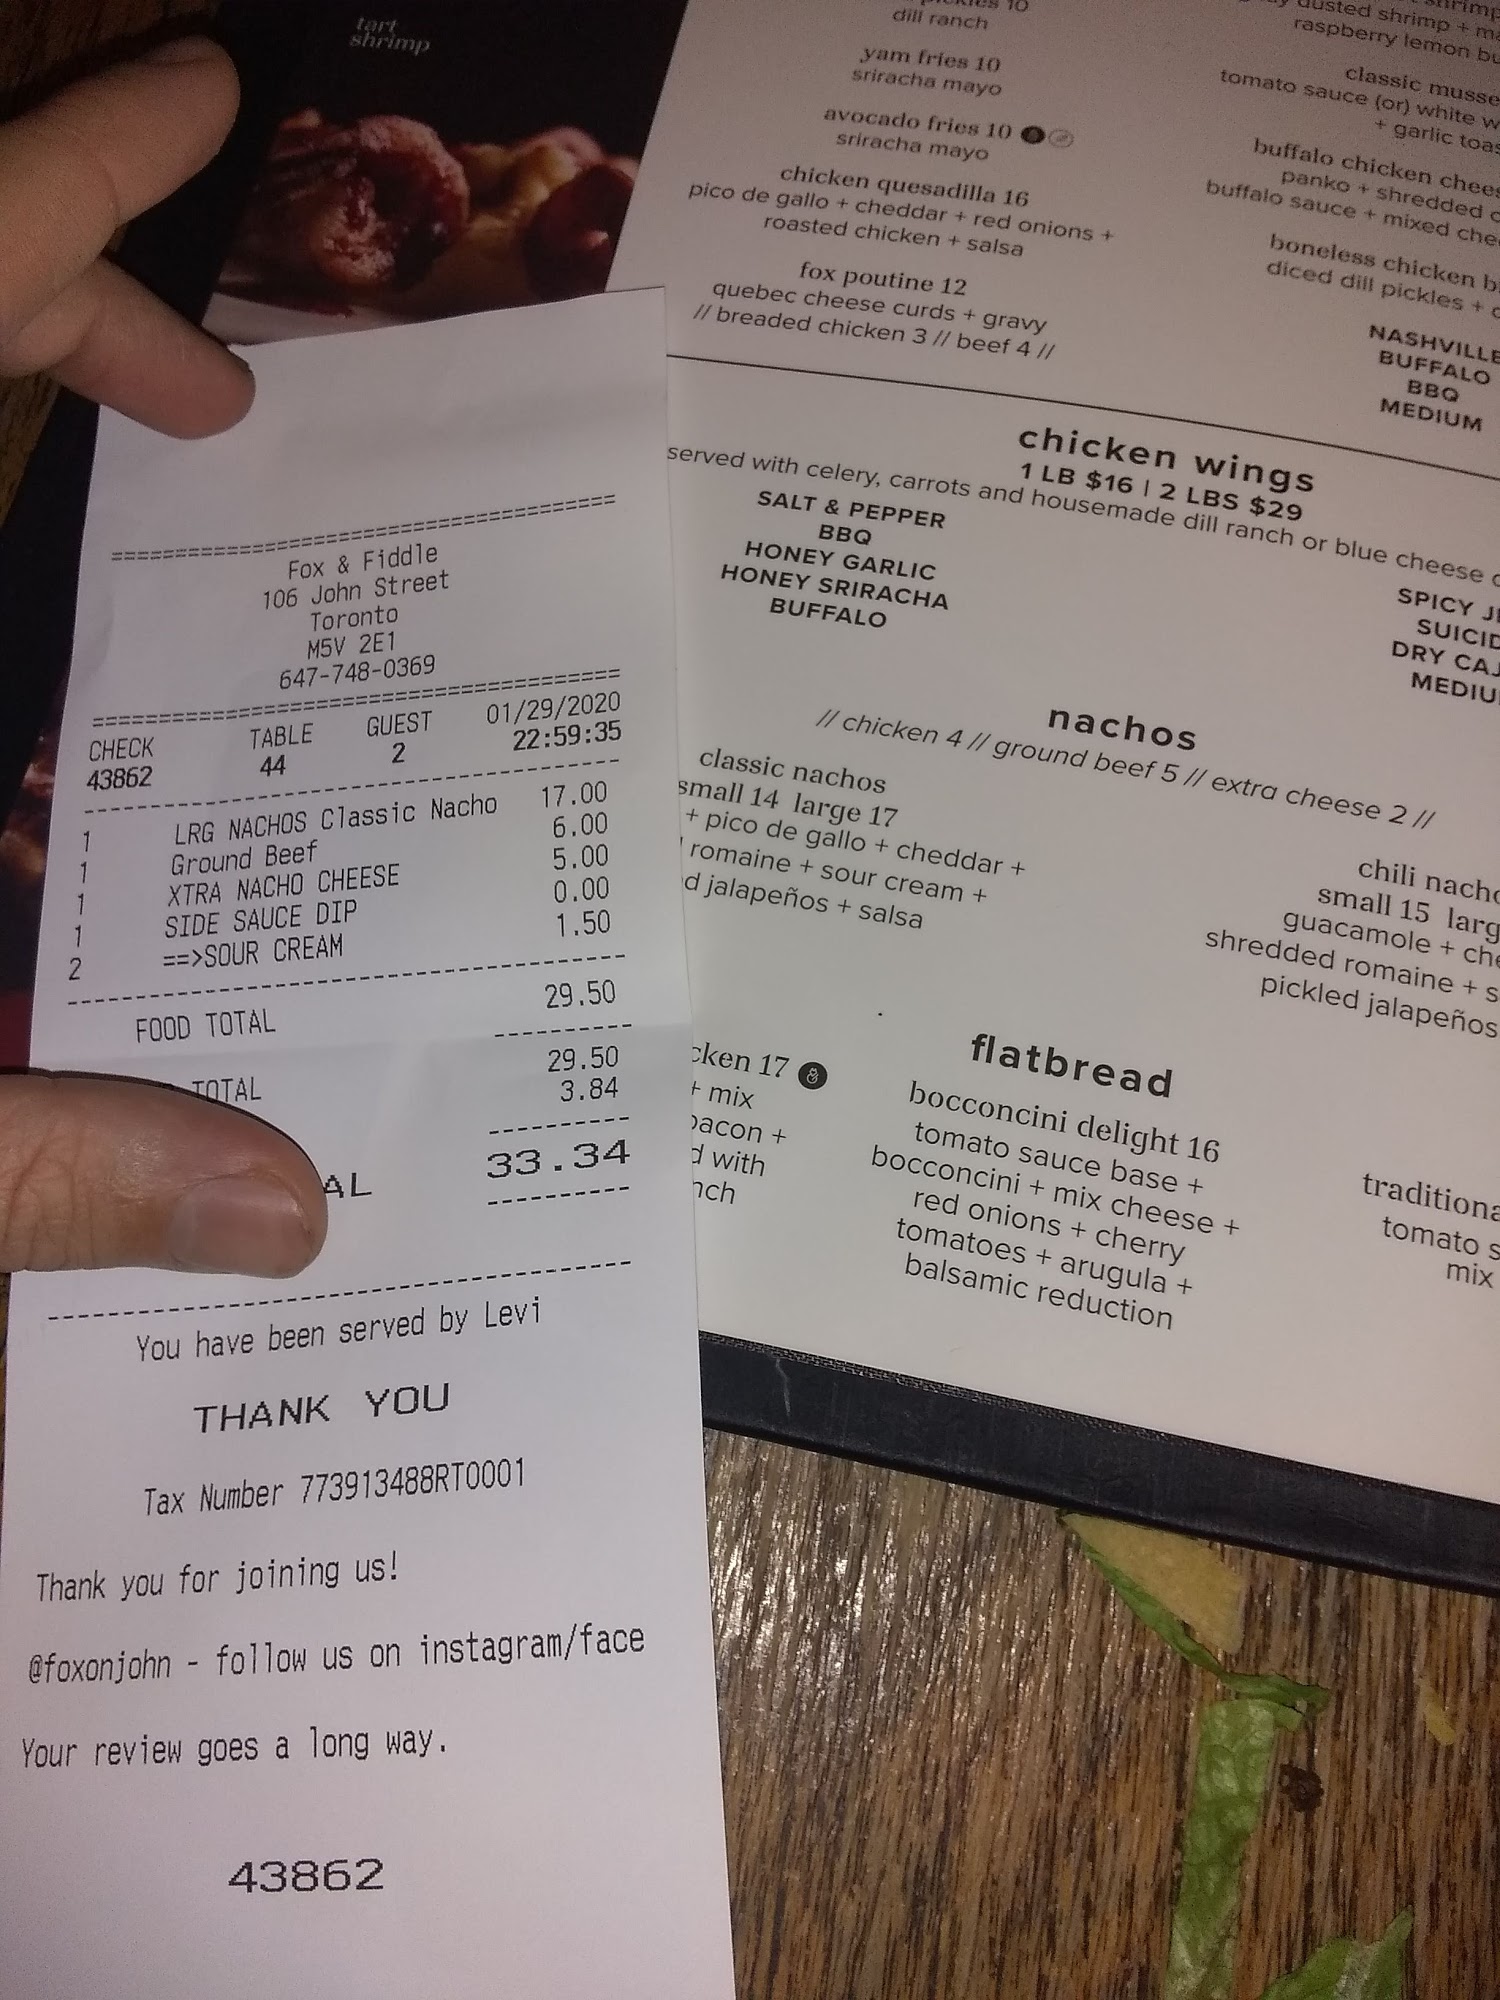 tart
shrimp
10
dill ranch
yam fries 10
sriracha mayo
avocado fries 10
sriracha mayo
chicken quesadilla 16
pico de gallo + cheddar + red onions +
roasted chicken + salsa
fox poutine 12
quebec cheese curds + gravy
// breaded chicken 3 // beef 4 //
dusted shrimp +
raspberry lemon
classic
tomato sauce (or) white
+ garlic
buffalo chicken
panko + shredded
buffalo sauce + mixed
boneless chicken
diced dill pickles +
NASHVILLE
BUFFALO
BBQ
MEDIUM
chicken wings
1 LB $16 | 2 LBS $29
served with celery, carrots and housemade dill ranch or blue cheese
SALT & PEPPER
BBQ
HONEY GARLIC
HONEY SRIRACHA
BUFFALO
SPICY
DRY
nachos
// chicken 4 // ground beef 5 // extra cheese 2 //
classic nachos
small 14 large 17
+ pico de gallo + cheddar +
romaine + sour cream +
jalapeños + salsa
chili
small 15
guacamole +
shredded romaine +
pickled jalapeños
17
+ mix
+
with
flatbread
bocconcini delight 16
tomato sauce base +
bocconcini + mix cheese +
red onions + cherry
tomatoes + arugula +
balsamic reduction
tomato
mix
==========================================
Fox & Fiddle
106 John Street
Toronto
M5V 2E1
647-748-0369
==========================================
CHECK TABLE GUEST 01/29/2020
43862 44 2 22:59:35
------------------------------------------
1 LRG NACHOS Classic Nacho 17.00
1 Ground Beef 6.00
1 XTRA NACHO CHEESE 5.00
1 SIDE SAUCE DIP 0.00
2 ==>SOUR CREAM 1.50
------------------------------------------
FOOD TOTAL 29.50
-----------
TOTAL 29.50
3.84
-----------
33.34
-----------
------------------------------------------
You have been served by Levi
THANK YOU
Tax Number 773913488RT0001
Thank you for joining us!
@foxonjohn - follow us on instagram/face
Your review goes a long way.
43862